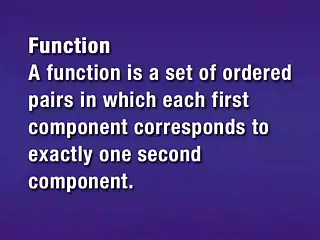 Function
A function is a set of ordered
pairs in which each first
component corresponds to
exactly one second
component.